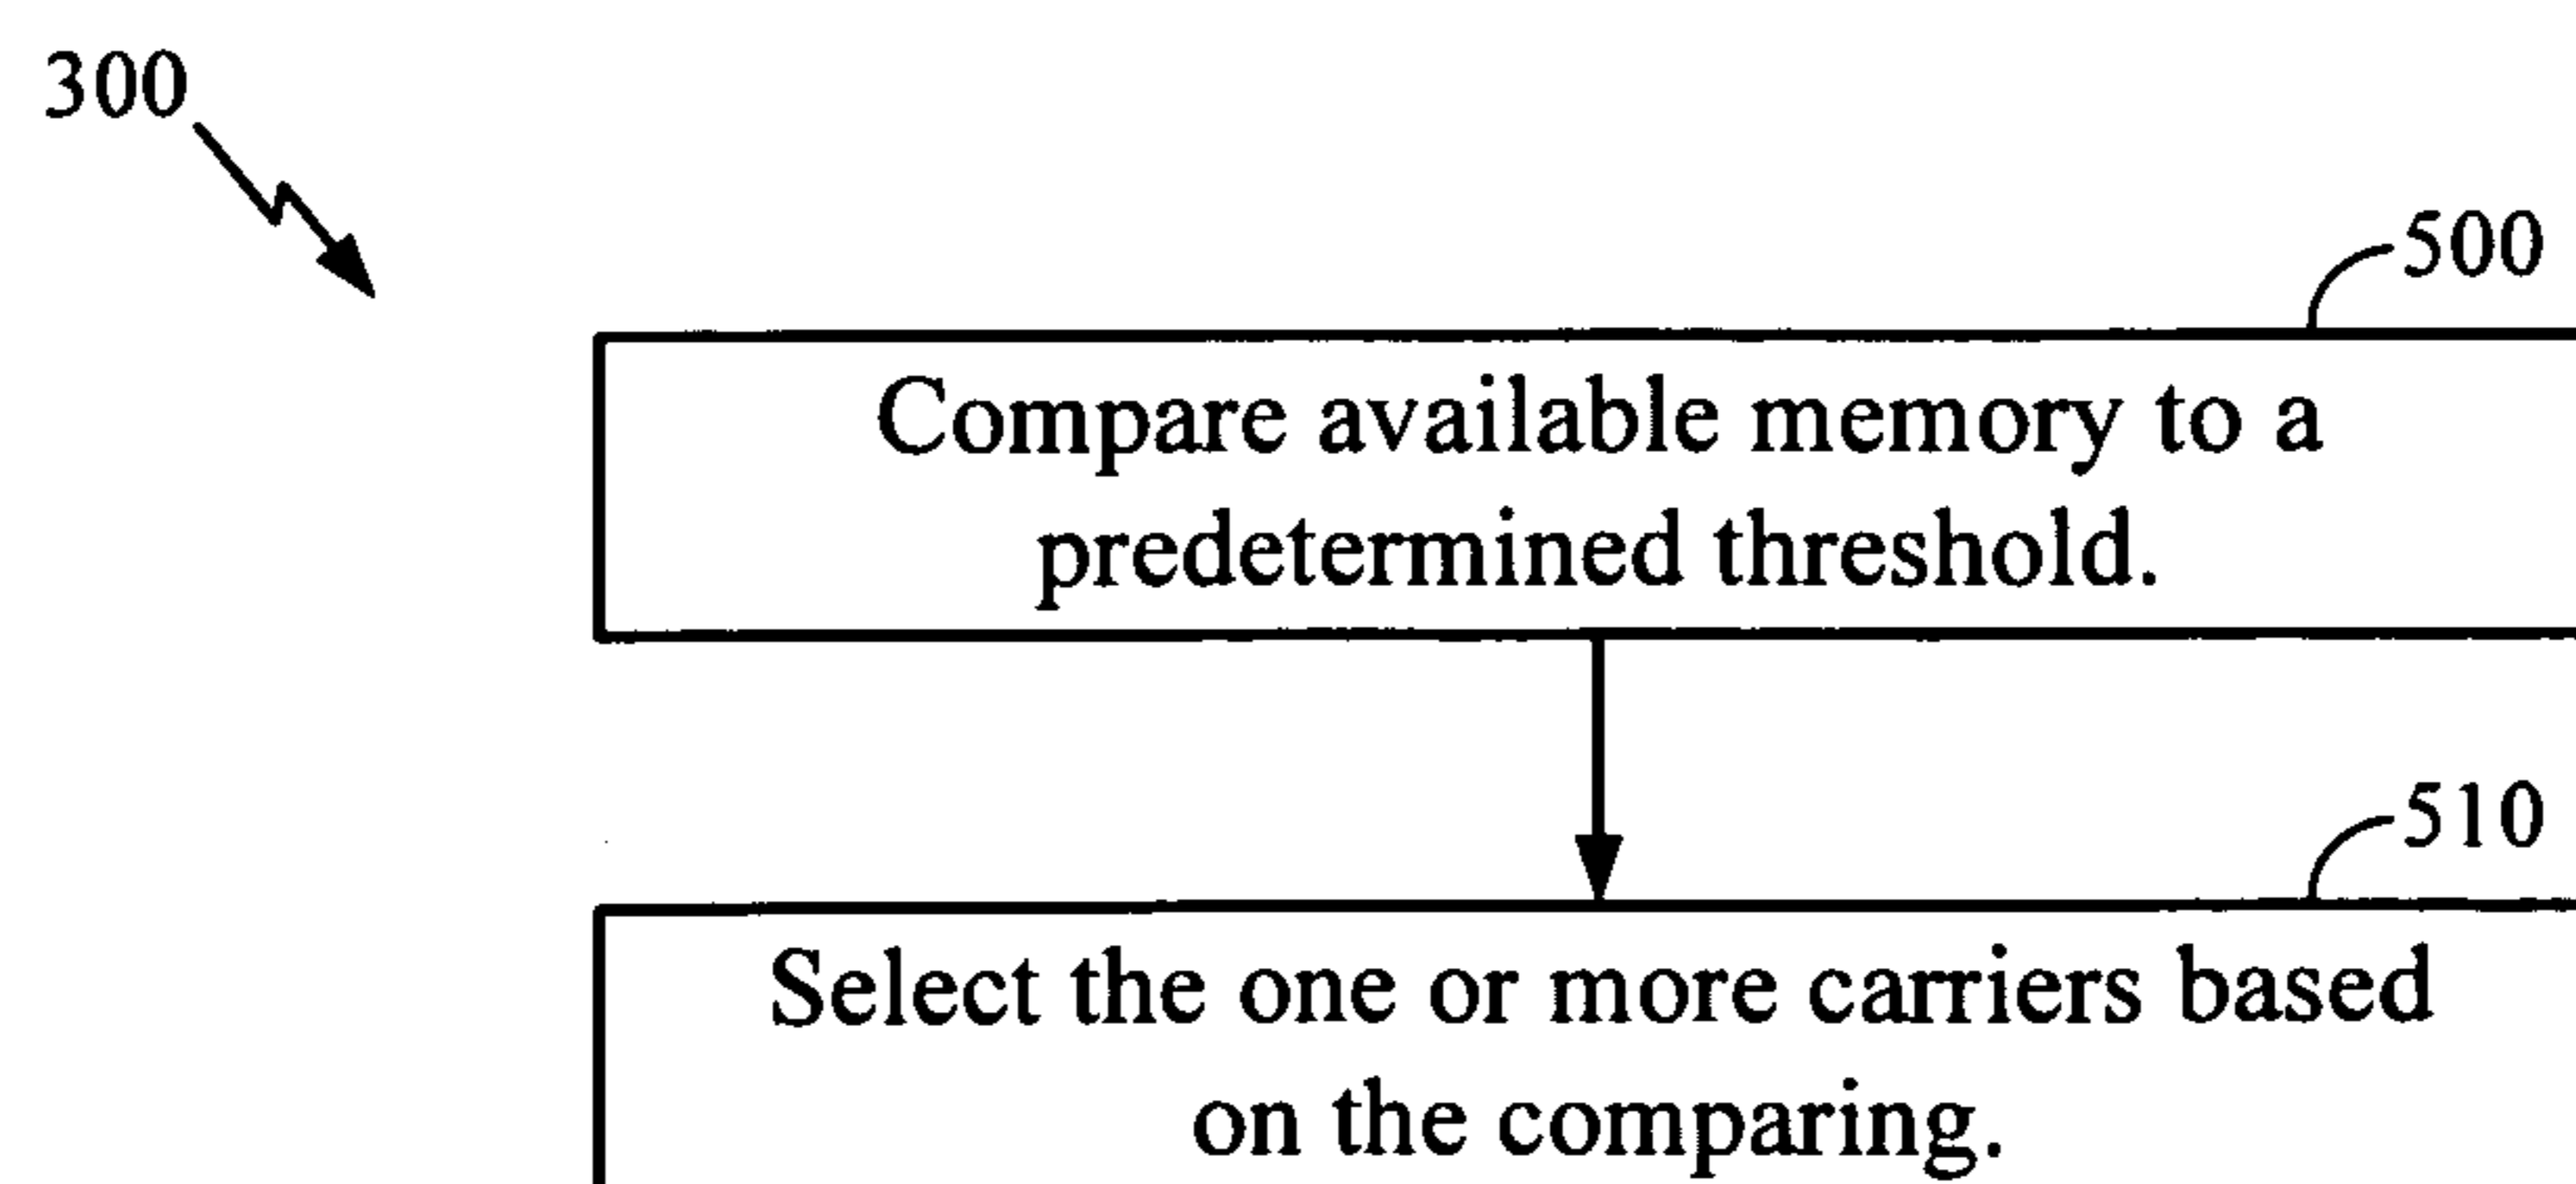 300
500
Compare available memory to a
predetermined threshold.
510
Select the one or more carriers based
on the comparing.